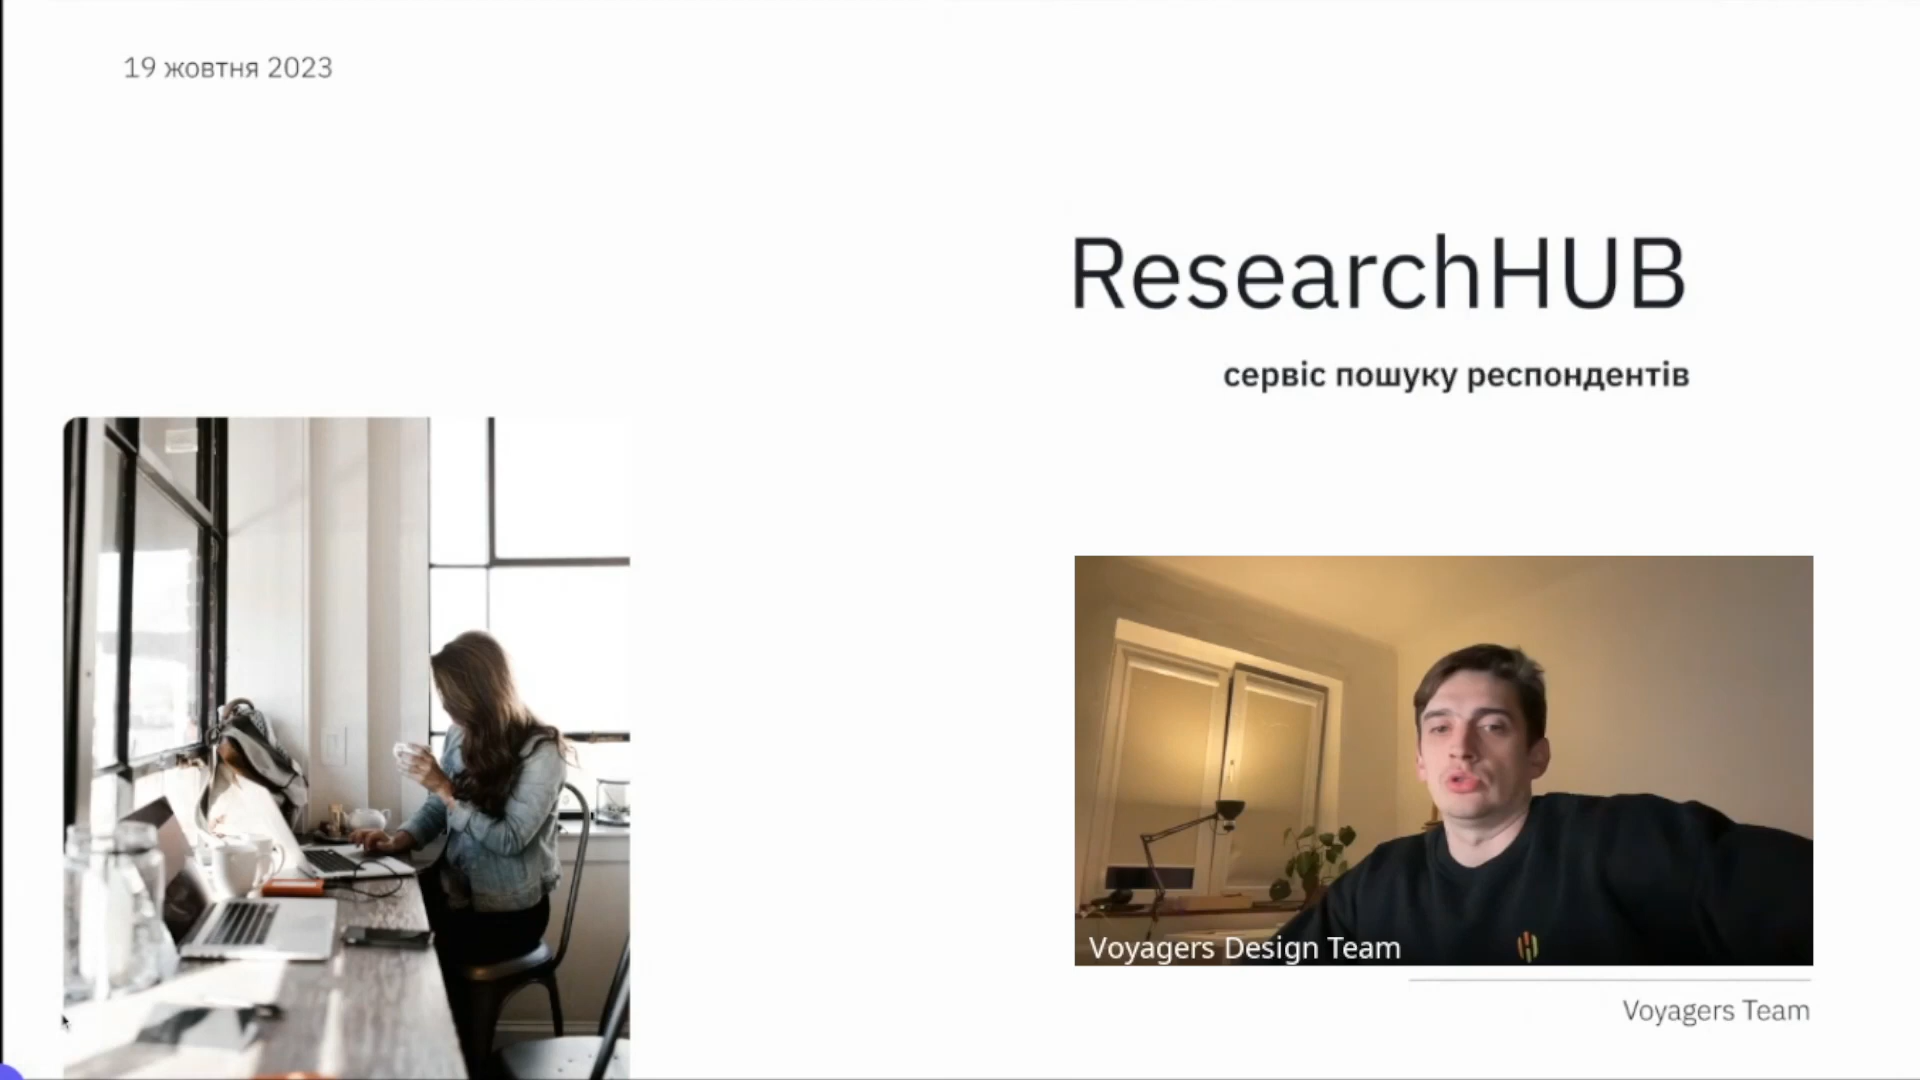 19 жовтня 2023
ResearchHUB
сервіс пошуку респондентів
Voyagers Design Team
Voyagers Team